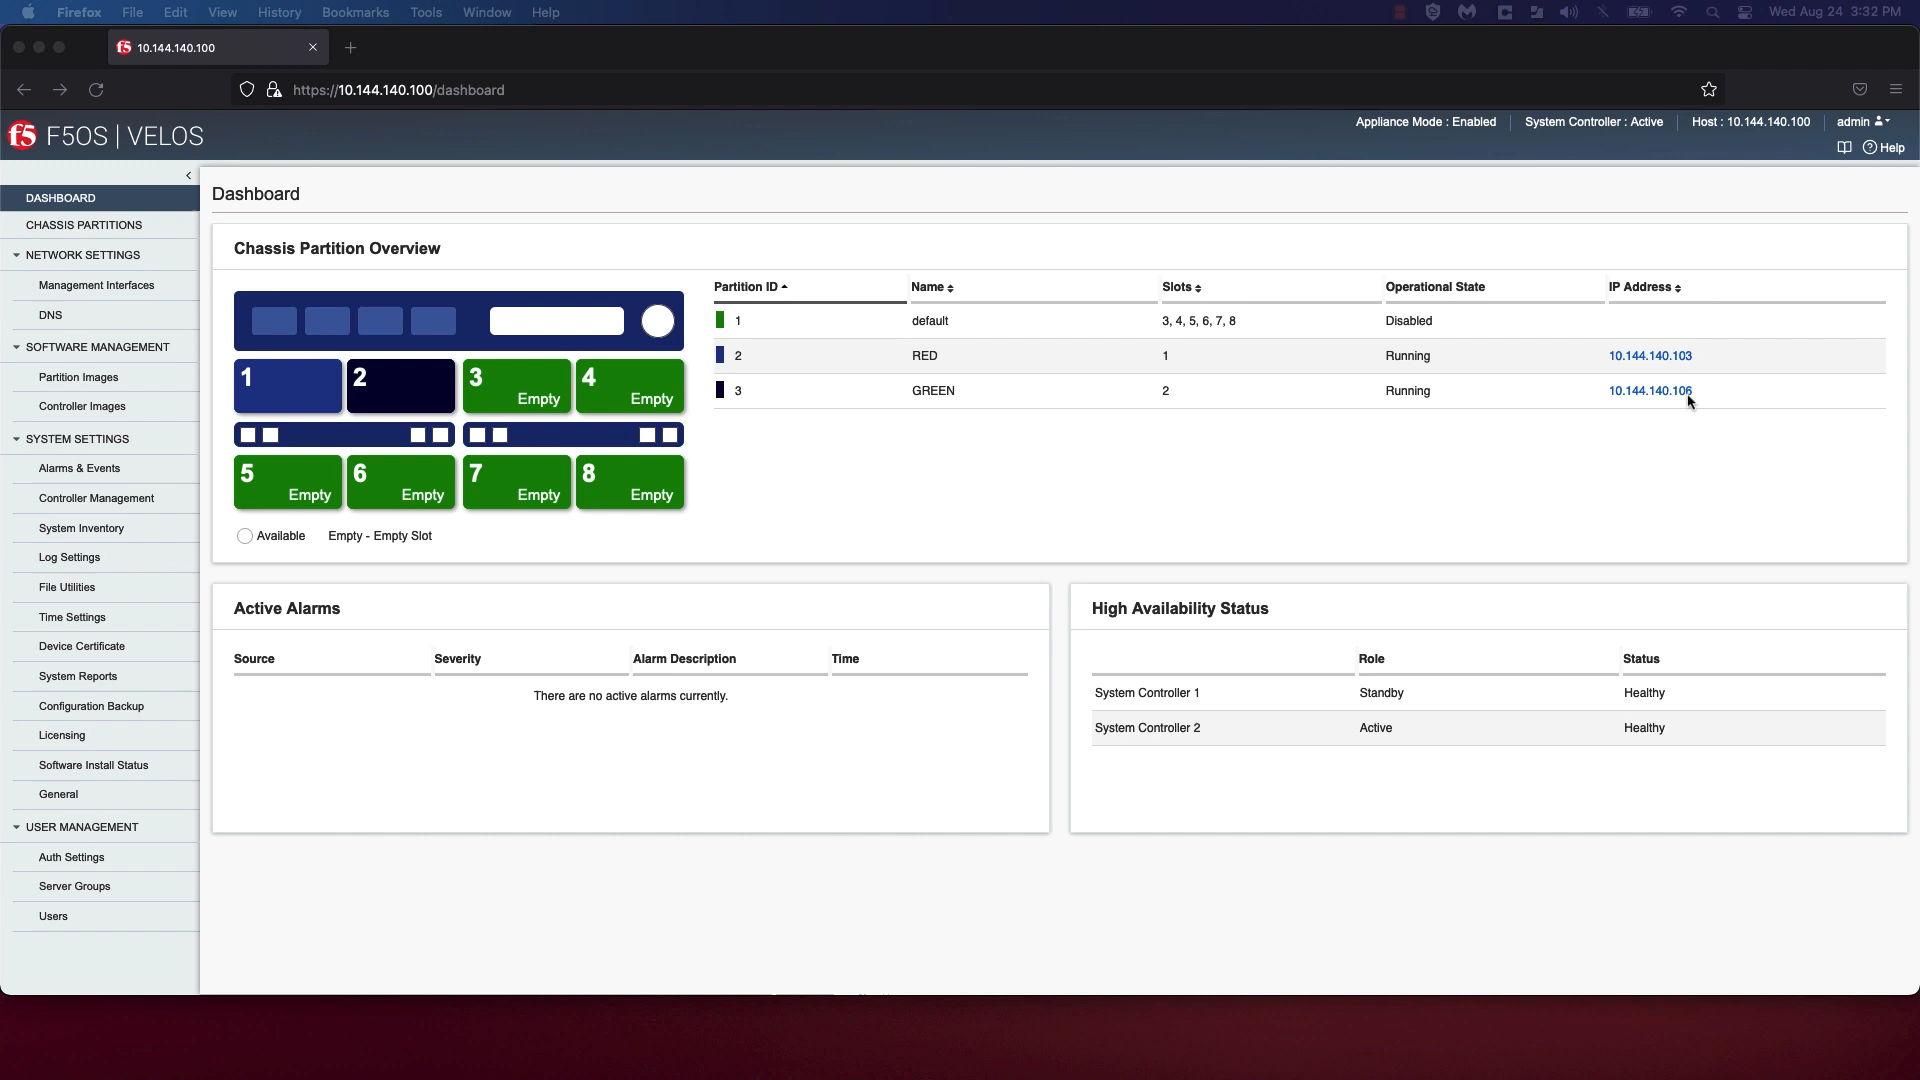 Firefox File Edit View History Bookmarks Tools Window Help Wed Aug 24 3:32 PM
10.144.140.100
https://10.144.140.100/dashboard
F5OS | VELOS
Appliance Mode : Enabled System Controller : Active Host : 10.144.140.100 admin
Help
DASHBOARD
CHASSIS PARTITIONS
NETWORK SETTINGS
Management Interfaces
DNS
SOFTWARE MANAGEMENT
Partition Images
Controller Images
SYSTEM SETTINGS
Alarms & Events
Controller Management
System Inventory
Log Settings
File Utilities
Time Settings
Device Certificate
System Reports
Configuration Backup
Licensing
Software Install Status
General
USER MANAGEMENT
Auth Settings
Server Groups
Users
Dashboard
Chassis Partition Overview
1 2 3 Empty 4 Empty
5 Empty 6 Empty 7 Empty 8 Empty
Available Empty - Empty Slot
Partition ID Name Slots Operational State IP Address
1 default 3, 4, 5, 6, 7, 8 Disabled
2 RED 1 Running 10.144.140.103
3 GREEN 2 Running 10.144.140.106
Active Alarms
Source Severity Alarm Description Time
There are no active alarms currently.
High Availability Status
Role Status
System Controller 1 Standby Healthy
System Controller 2 Active Healthy